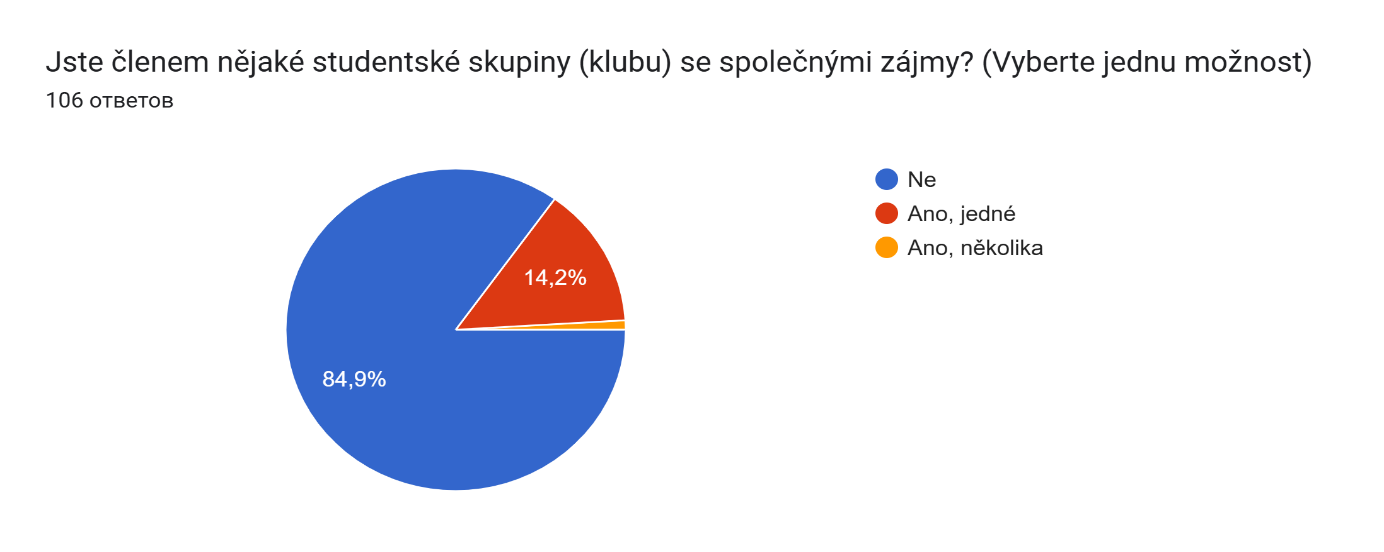 Jste členem nějaké studentské skupiny (klubu) se společnými zájmy? (Vyberte jednu možnost)
106 ответов
Ne
Ano, jedné
Ano, několika
14,2%
84,9%